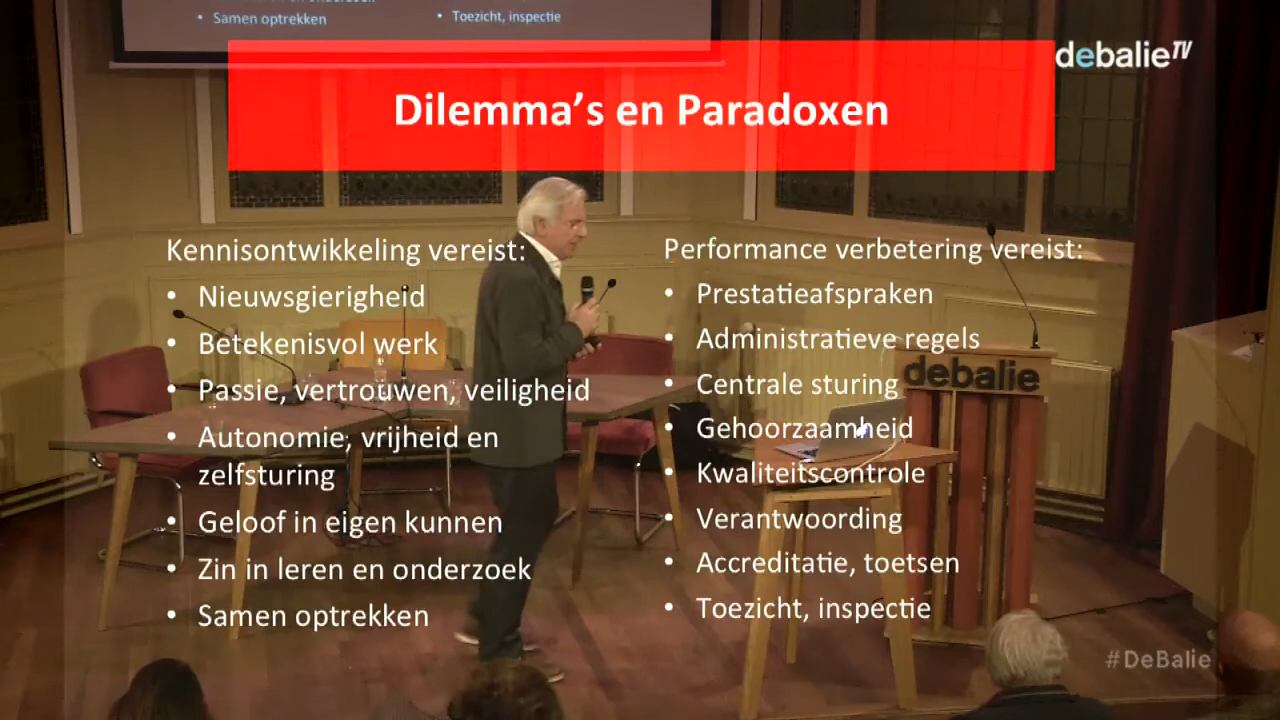 • Samen optrekken
• Toezicht, inspectie
debalieTV
Dilemma's en Paradoxen
Kennisontwikkeling vereist:
• Nieuwsgierigheid
• Betekenisvol werk
• Passie, vertrouwen, veiligheid
• Autonomie, vrijheid en
zelfsturing
• Geloof in eigen kunnen
• Zin in leren en onderzoek
• Samen optrekken
Performance verbetering vereist:
• Prestatieafspraken
• Administratieve regels
• Centrale sturing
• Gehoorzaamheid
• Kwaliteitscontrole
• Verantwoording
• Accreditatie, toetsen
• Toezicht, inspectie
debalie
#DeBalie